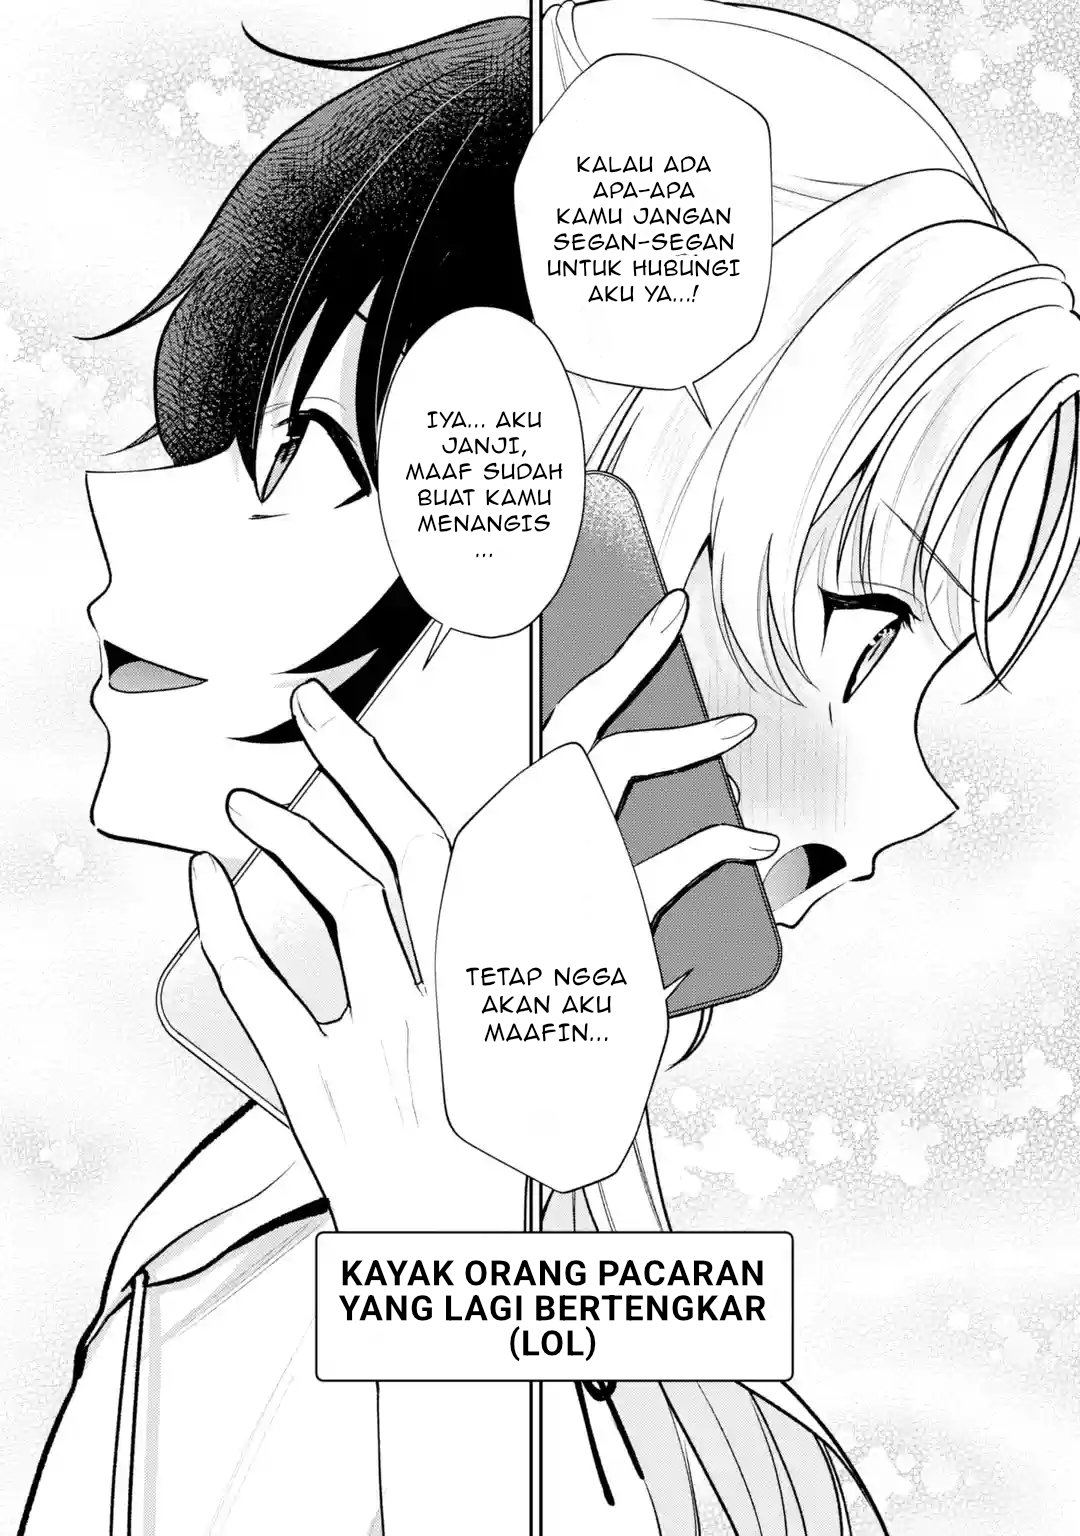 KALAU ADA
APA-APA
KAMU JANGAN
SEGAN-SEGAN
UNTUK HUBUNGI
AKU YA...!
IYA... AKU
JANJI,
MAAF SUDAH
BUAT KAMU
MENANGIS
...
TETAP NGGA
AKAN AKU
MAAFIN...
KAYAK ORANG PACARAN
YANG LAGI BERTENGKAR
(LOL)